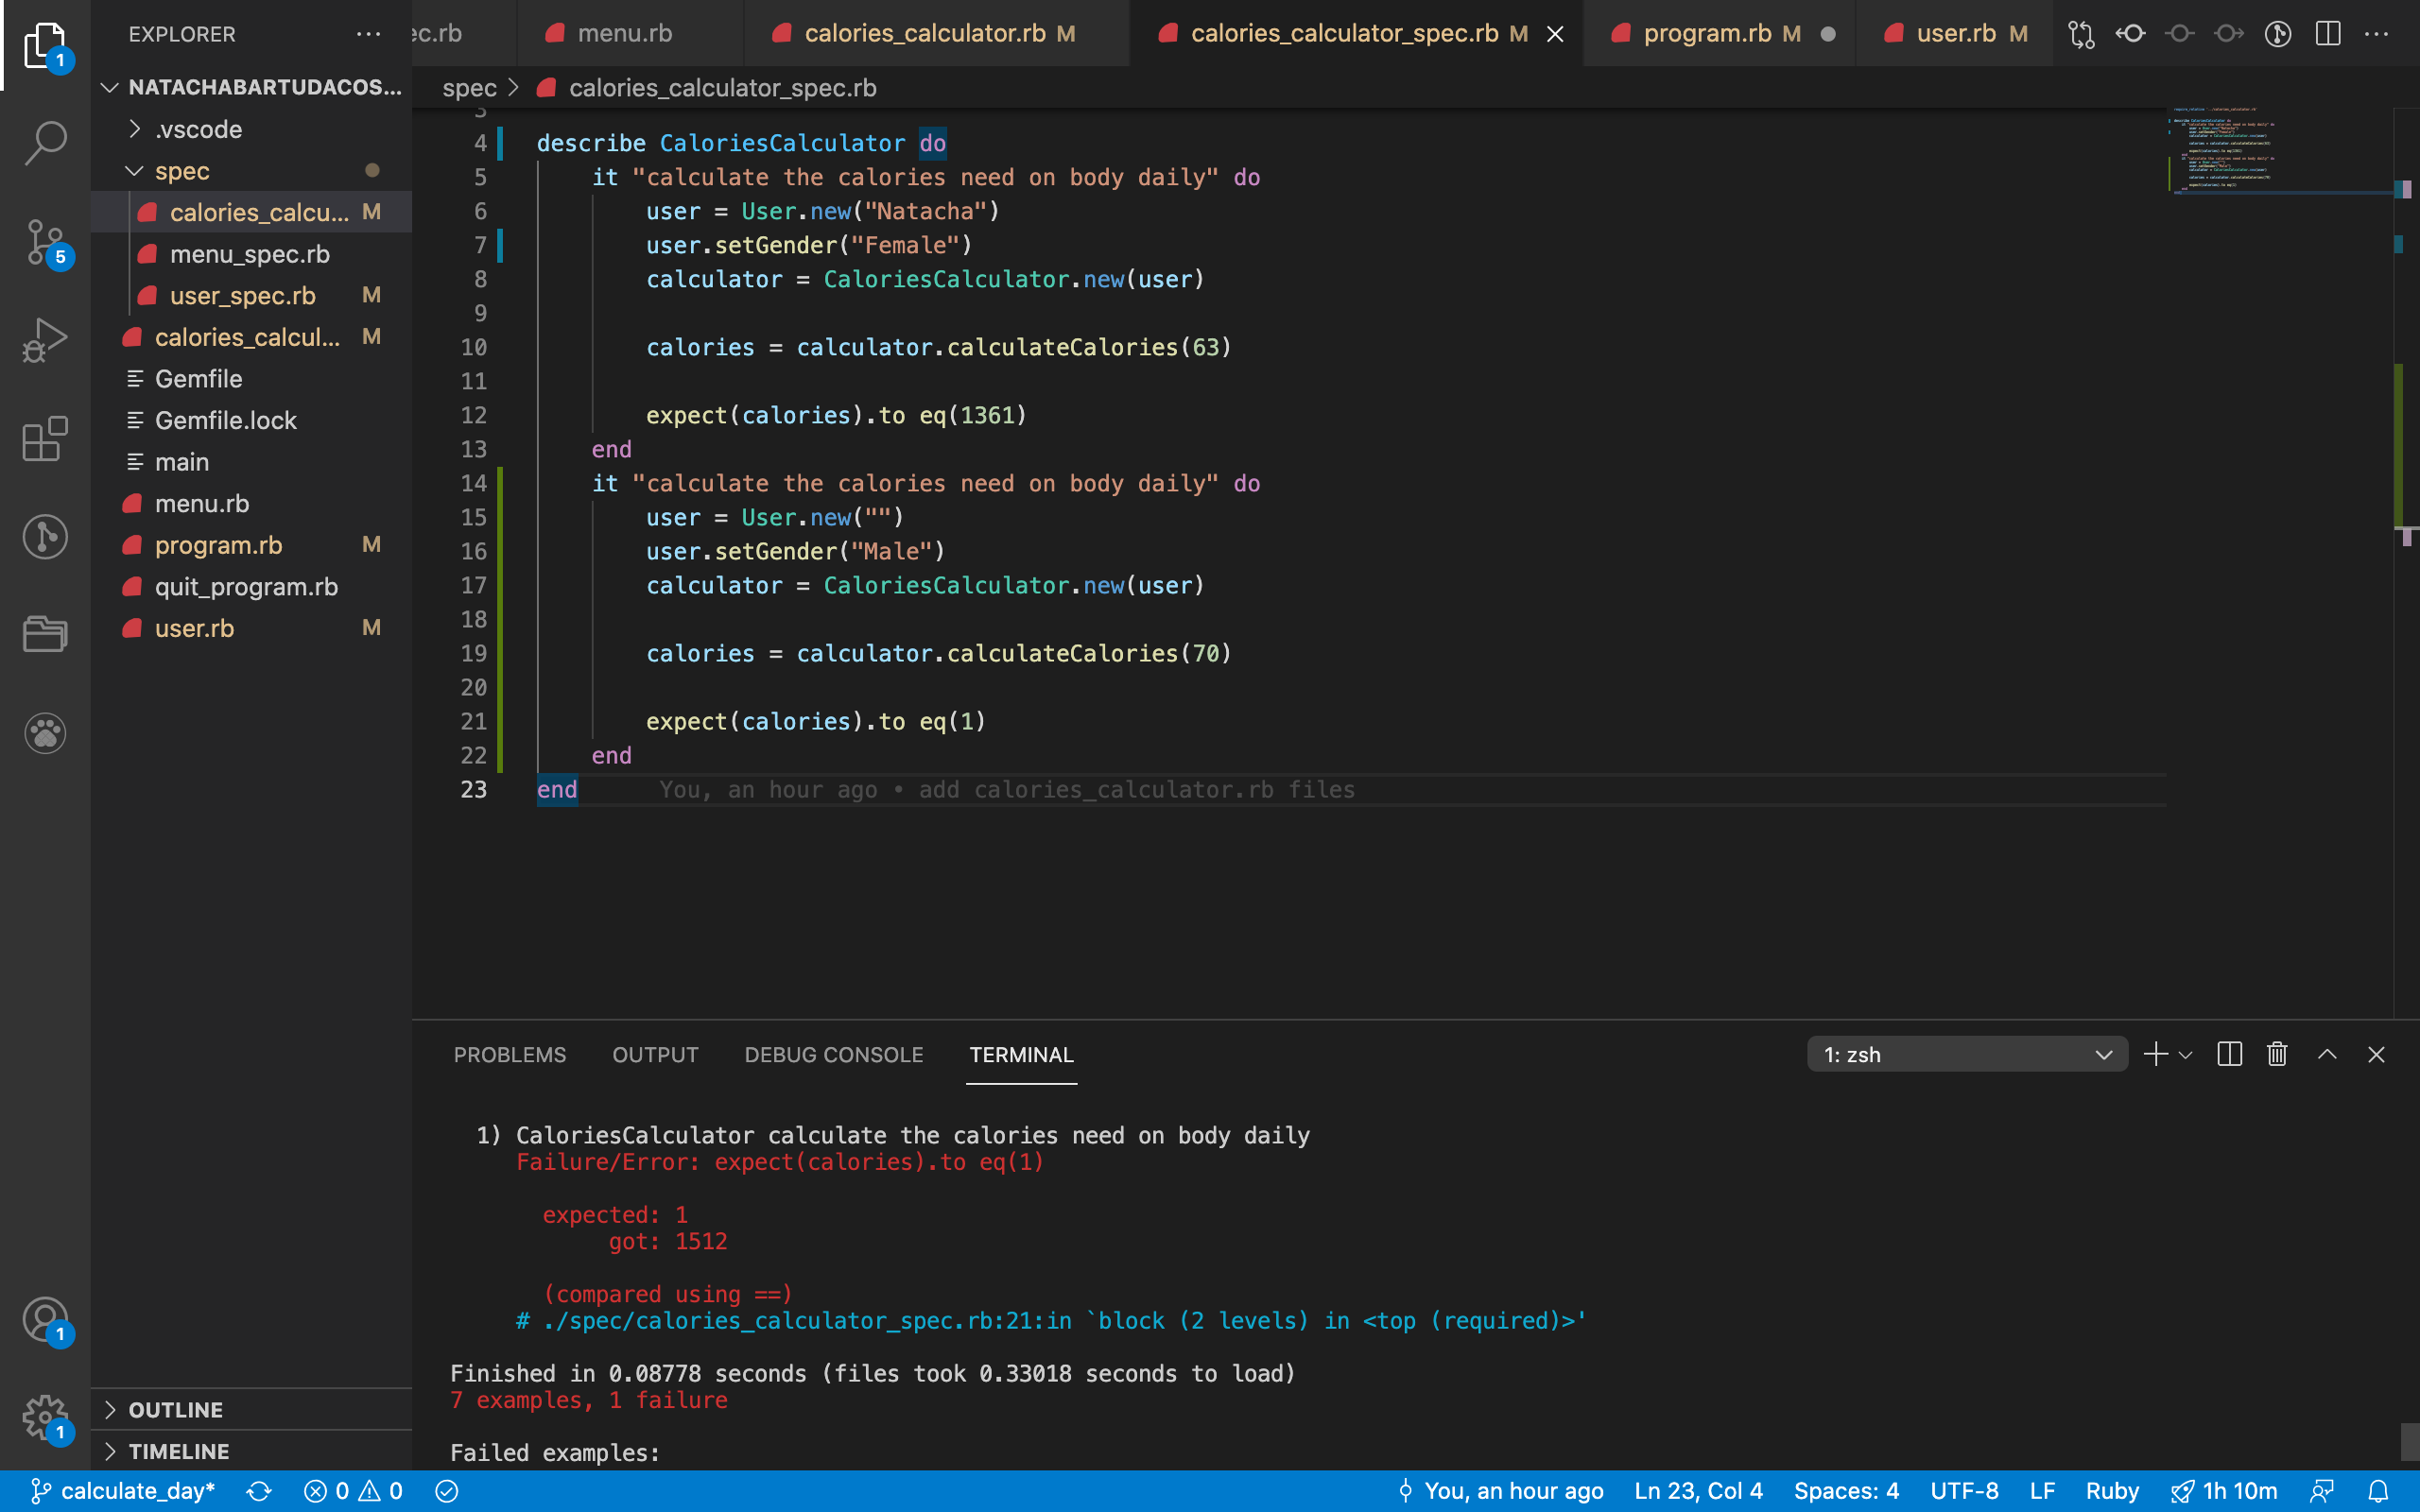 EXPLORER
ec.rb
menu.rb
calories_calculator.rb M
calories_calculator_spec.rb M
program.rb M
user.rb M
NATACHABARTUDACOS...
.vscode
spec
calories_calcu... M
menu_spec.rb
user_spec.rb M
calories_calcul... M
Gemfile
Gemfile.lock
main
menu.rb
program.rb M
quit_program.rb
user.rb M
OUTLINE
TIMELINE
1
5
1
1
spec > calories_calculator_spec.rb
3
4 describe CaloriesCalculator do
5 it "calculate the calories need on body daily" do
6 user = User.new("Natacha")
7 user.setGender("Female")
8 calculator = CaloriesCalculator.new(user)
9
10 calories = calculator.calculateCalories(63)
11
12 expect(calories).to eq(1361)
13 end
14 it "calculate the calories need on body daily" do
15 user = User.new("")
16 user.setGender("Male")
17 calculator = CaloriesCalculator.new(user)
18
19 calories = calculator.calculateCalories(70)
20
21 expect(calories).to eq(1)
22 end
23 end You, an hour ago • add calories_calculator.rb files
PROBLEMS OUTPUT DEBUG CONSOLE TERMINAL 1: zsh
1) CaloriesCalculator calculate the calories need on body daily
Failure/Error: expect(calories).to eq(1)
expected: 1
got: 1512
(compared using ==)
# ./spec/calories_calculator_spec.rb:21:in `block (2 levels) in <top (required)>'
Finished in 0.08778 seconds (files took 0.33018 seconds to load)
7 examples, 1 failure
Failed examples:
calculate_day* 0 0 You, an hour ago Ln 23, Col 4 Spaces: 4 UTF-8 LF Ruby 1h 10m